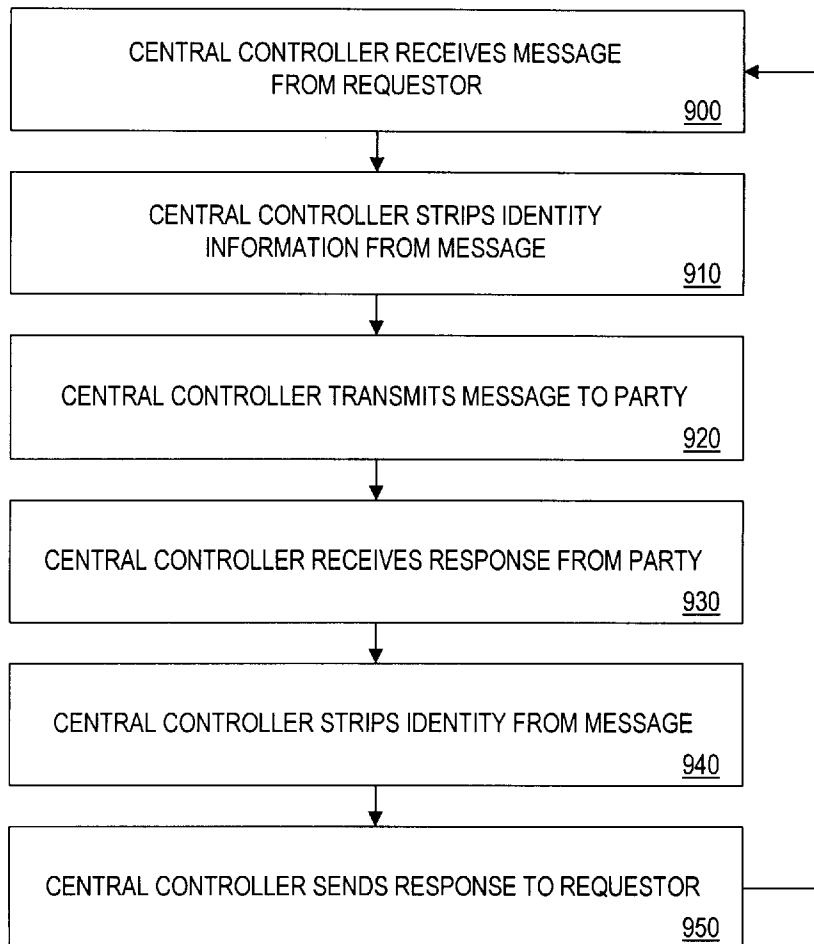 CENTRAL CONTROLLER RECEIVES MESSAGE
FROM REQUESTOR
900
CENTRAL CONTROLLER STRIPS IDENTITY
INFORMATION FROM MESSAGE
910
CENTRAL CONTROLLER TRANSMITS MESSAGE TO PARTY
920
CENTRAL CONTROLLER RECEIVES RESPONSE FROM PARTY
930
CENTRAL CONTROLLER STRIPS IDENTITY FROM MESSAGE
940
CENTRAL CONTROLLER SENDS RESPONSE TO REQUESTOR
950